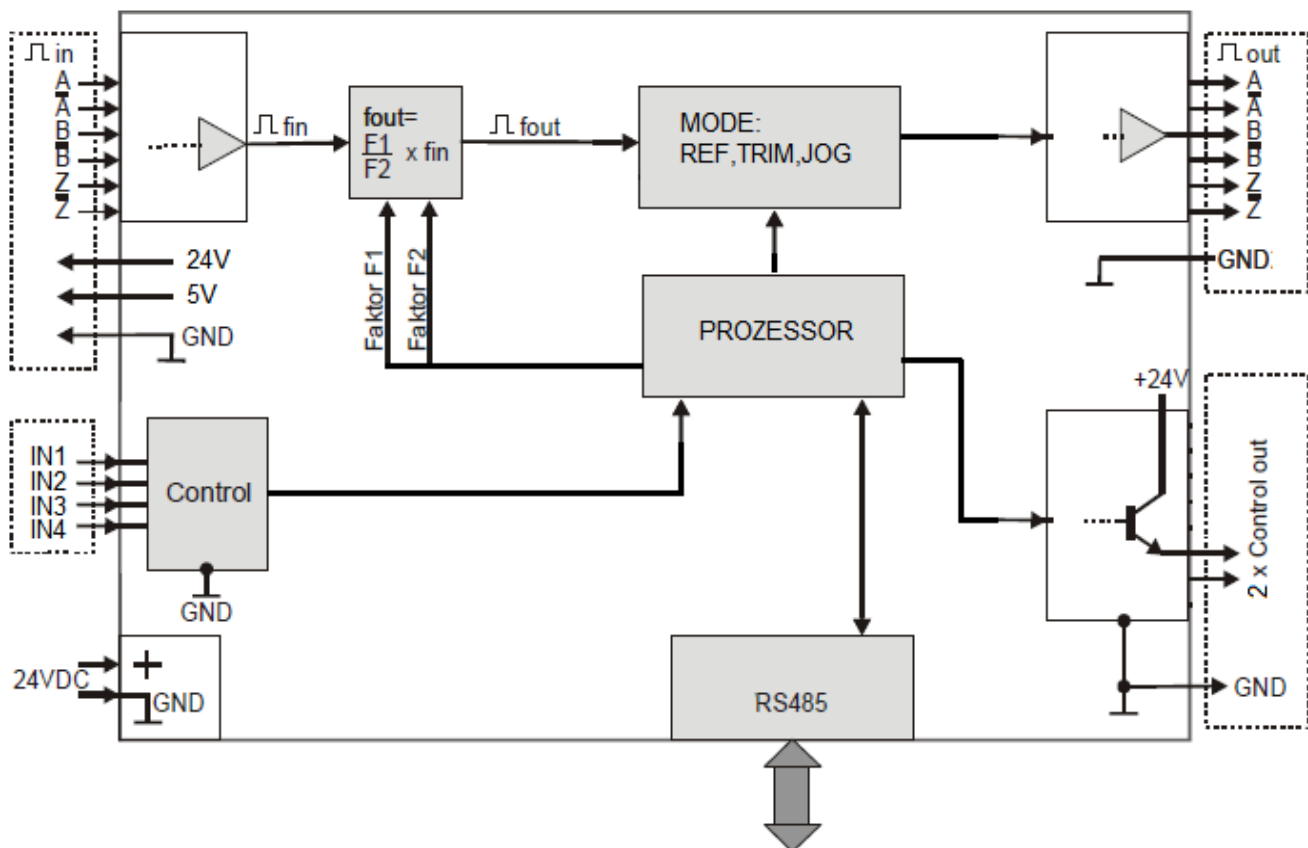 ⎍ in
A
A̅
B
B̅
Z
Z̅
24V
5V
GND
⎍ fin
fout=
F1
F2
x fin
⎍ fout
Faktor F1
Faktor F2
MODE:
REF,TRIM,JOG
PROZESSOR
⎍ out
A
A̅
B
B̅
Z
Z̅
GND
IN1
IN2
IN3
IN4
Control
GND
24VDC
+
GND
RS485
+24V
2 x Control out
GND